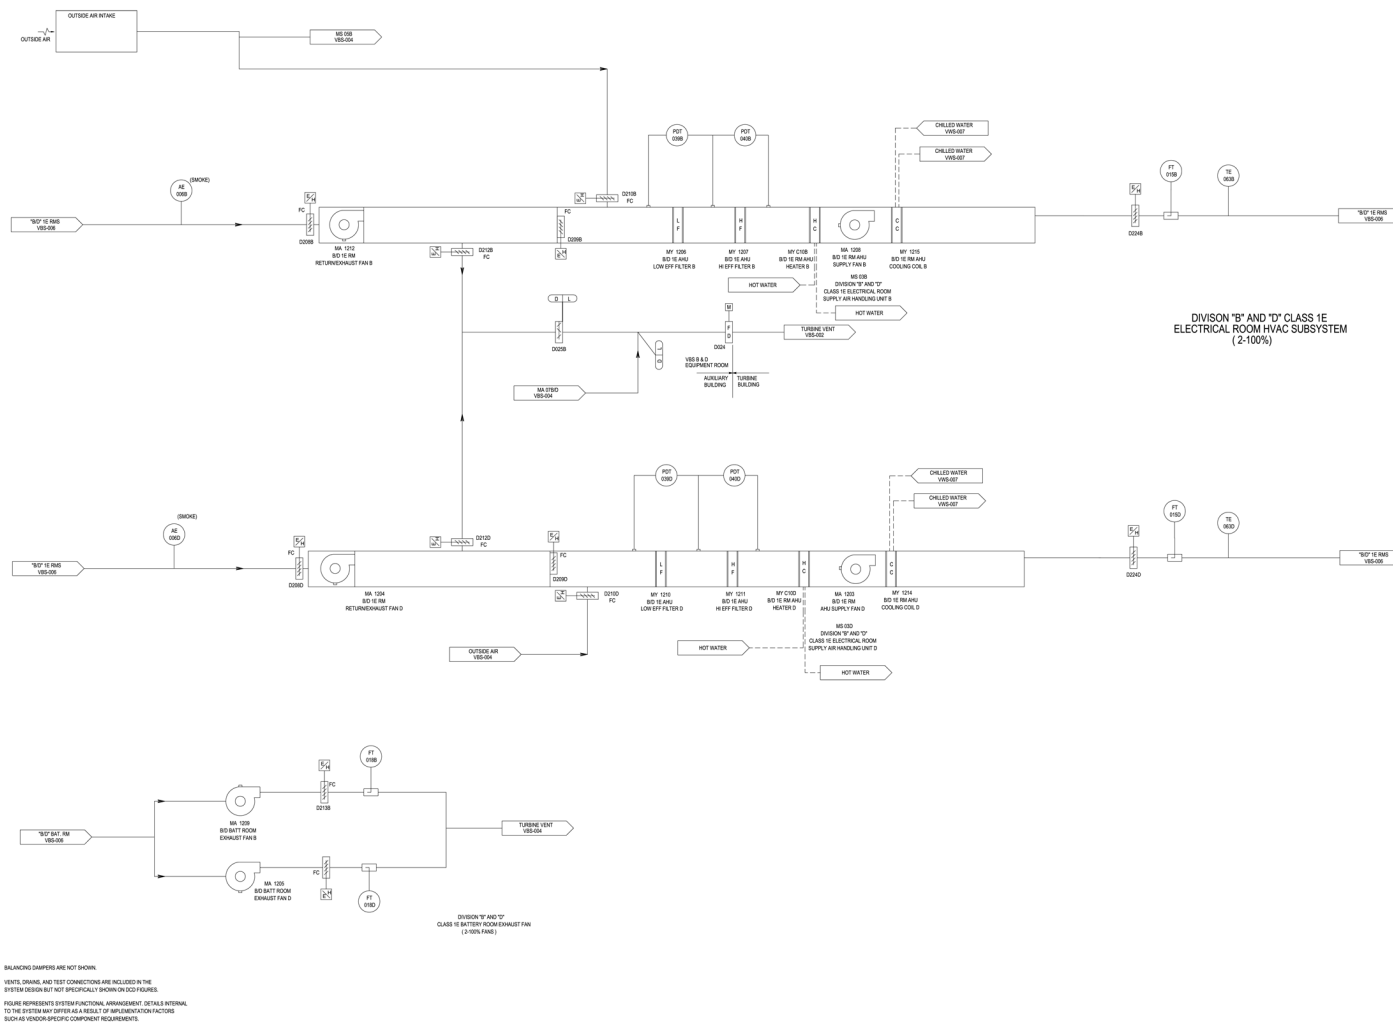 OUTSIDE AIR INTAKE
OUTSIDE AIR
MS 05B
VBS-004
CHILLED WATER
VWS-007
CHILLED WATER
VWS-007
PDT
039B
PDT
040B
AE
006B
(SMOKE)
FT
015B
TE
063B
E/H
FC
D208B
E/H
D210B
FC
FC
D209B
E/H
E/H
D224B
"B/D" 1E RMS
VBS-006
"B/D" 1E RMS
VBS-006
L
F
H
F
H
C
C
C
MA 1212
B/D 1E RM
RETURN/EXHAUST FAN B
E/H
D212B
FC
MY 1206
B/D 1E AHU
LOW EFF FILTER B
MY 1207
B/D 1E AHU
HI EFF FILTER B
MY C10B
B/D 1E RM AHU
HEATER B
MA 1208
B/D 1E RM AHU
SUPPLY FAN B
MY 1215
B/D 1E RM AHU
COOLING COIL B
MS 03B
DIVISION "B" AND "D"
CLASS 1E ELECTRICAL ROOM
SUPPLY AIR HANDLING UNIT B
HOT WATER
HOT WATER
O L
D025B
M
F
D
D024
TURBINE VENT
VBS-002
L
O
VBS B & D
EQUIPMENT ROOM
AUXILIARY
BUILDING
TURBINE
BUILDING
MA 07B/D
VBS-004
DIVISON "B" AND "D" CLASS 1E
ELECTRICAL ROOM HVAC SUBSYSTEM
( 2-100%)
CHILLED WATER
VWS-007
CHILLED WATER
VWS-007
PDT
039D
PDT
040D
(SMOKE)
AE
006D
FT
015D
TE
063D
E/H
FC
D208D
E/H
D212D
FC
FC
D209D
E/H
D224D
"B/D" 1E RMS
VBS-006
"B/D" 1E RMS
VBS-006
L
F
H
F
H
C
C
C
E/H
D210D
FC
MA 1204
B/D 1E RM
RETURN/EXHAUST FAN D
MY 1210
B/D 1E AHU
LOW EFF FILTER D
MY 1211
B/D 1E AHU
HI EFF FILTER D
MY C10D
B/D 1E RM AHU
HEATER D
MA 1203
B/D 1E RM
AHU SUPPLY FAN D
MY 1214
B/D 1E RM AHU
COOLING COIL D
MS 03D
DIVISION "B" AND "D"
CLASS 1E ELECTRICAL ROOM
SUPPLY AIR HANDLING UNIT D
OUTSIDE AIR
VBS-004
HOT WATER
HOT WATER
FT
018B
E/H
FC
D213B
MA 1209
B/D BATT ROOM
EXHAUST FAN B
"B/D" BAT. RM
VBS-006
TURBINE VENT
VBS-004
FC
E/H
FT
018D
MA 1205
B/D BATT ROOM
EXHAUST FAN D
DIVISION "B" AND "D"
CLASS 1E BATTERY ROOM EXHAUST FAN
( 2-100% FANS )
BALANCING DAMPERS ARE NOT SHOWN.
VENTS, DRAINS, AND TEST CONNECTIONS ARE INCLUDED IN THE
SYSTEM DESIGN BUT NOT SPECIFICALLY SHOWN ON DCD FIGURES.
FIGURE REPRESENTS SYSTEM FUNCTIONAL ARRANGEMENT. DETAILS INTERNAL
TO THE SYSTEM MAY DIFFER AS A RESULT OF IMPLEMENTATION FACTORS
SUCH AS VENDOR-SPECIFIC COMPONENT REQUIREMENTS.